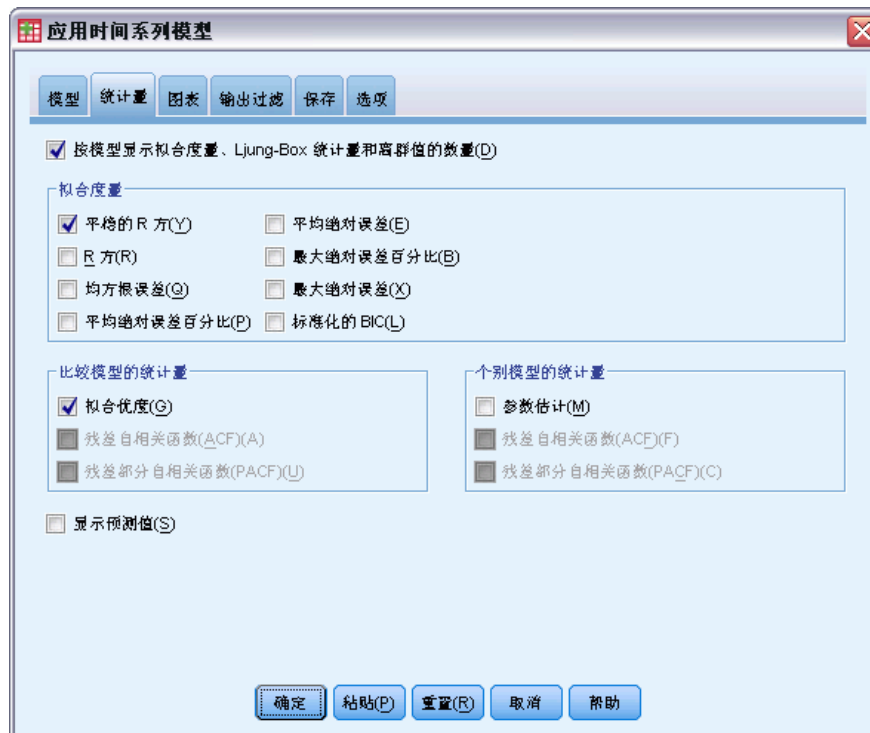 应用时间系列模型
模型 统计量 图表 输出过滤 保存 选项
按模型显示拟合度量、Ljung-Box 统计量和离群值的数量(D)
拟合度量
平稳的 R 方(Y) 平均绝对误差(E)
R 方(R) 最大绝对误差百分比(B)
均方根误差(Q) 最大绝对误差(X)
平均绝对误差百分比(P) 标准化的 BIC(L)
比较模型的统计量 个别模型的统计量
拟合优度(G) 参数估计(M)
残差自相关函数(ACF)(A) 残差自相关函数(ACF)(F)
残差部分自相关函数(PACF)(U) 残差部分自相关函数(PACF)(C)
显示预测值(S)
确定 粘贴(P) 重置(R) 取消 帮助